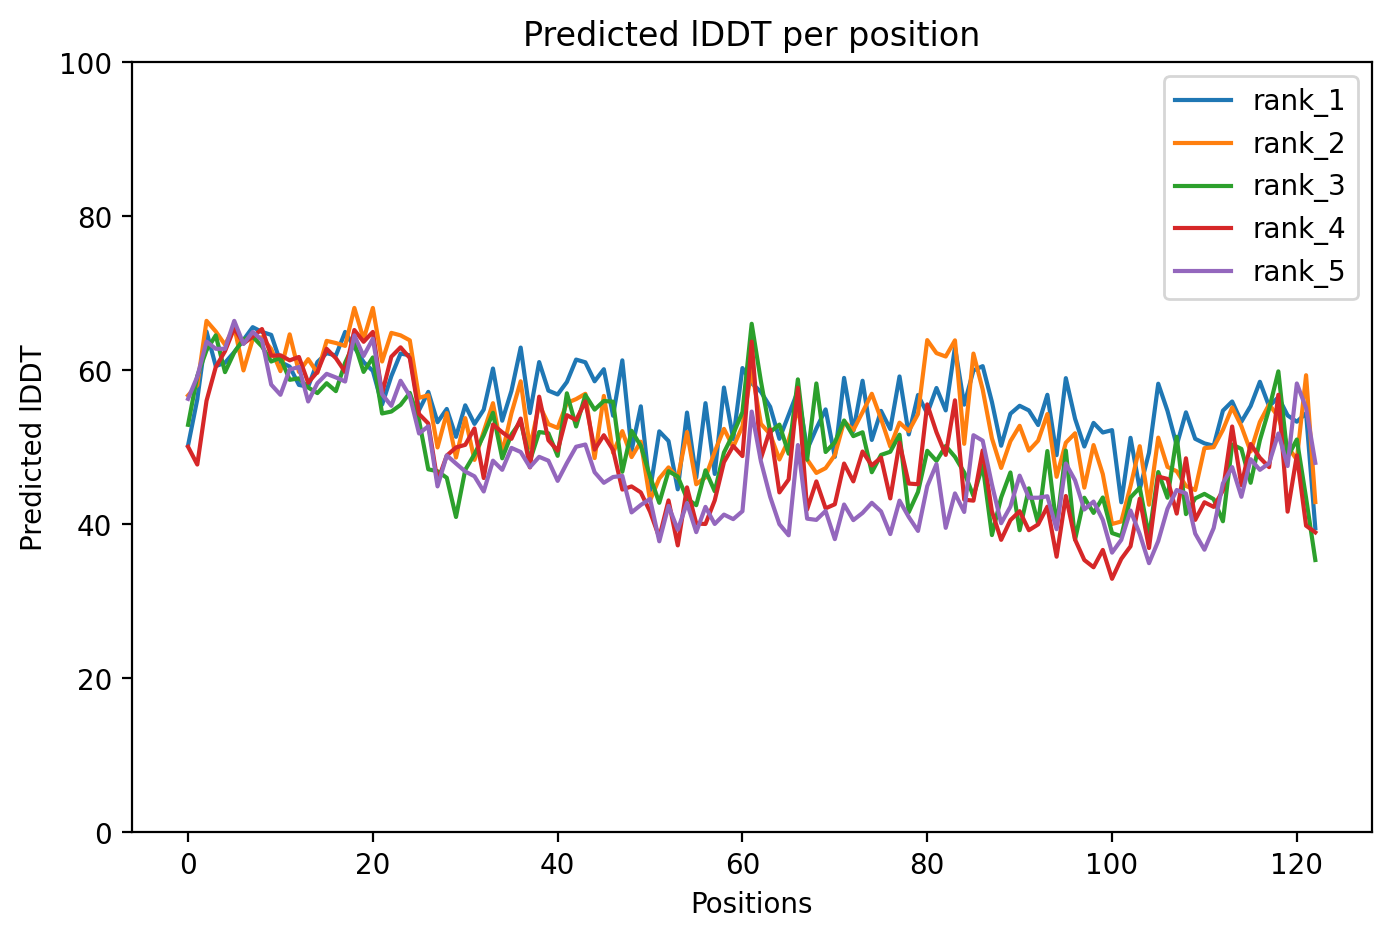 Predicted lDDT per position
100
80
60
40
20
0
Predicted lDDT
0 20 40 60 80 100 120
Positions
rank_1
rank_2
rank_3
rank_4
rank_5